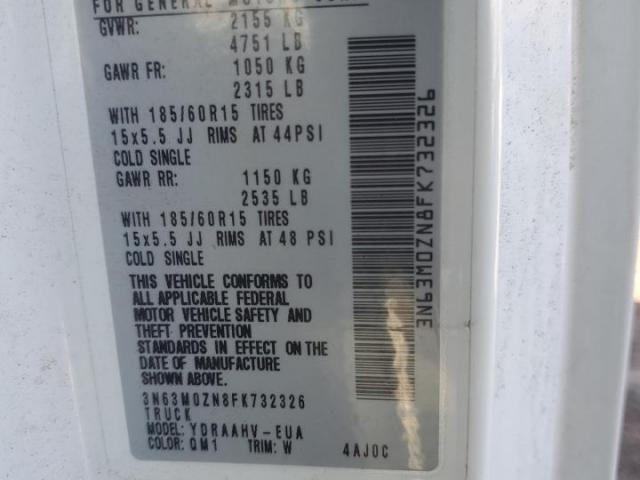 FOR GENERAL MOTORS
GVWR: 2155 KG
4751 LB
GAWR FR: 1050 KG
2315 LB
WITH 185/60R15 TIRES
15x5.5 JJ RIMS AT 44PSI
COLD SINGLE
GAWR RR: 1150 KG
2535 LB
WITH 185/60R15 TIRES
15x5.5 JJ RIMS AT 48 PSI
COLD SINGLE
THIS VEHICLE CONFORMS TO
ALL APPLICABLE FEDERAL
MOTOR VEHICLE SAFETY AND
THEFT PREVENTION
STANDARDS IN EFFECT ON THE
DATE OF MANUFACTURE
SHOWN ABOVE.
3N63M0ZN8FK732326
TRUCK
MODEL: YDRAAHV-EUA
COLOR: QM1 TRIM: W 4AJ0C
3N63M0ZN8FK732326